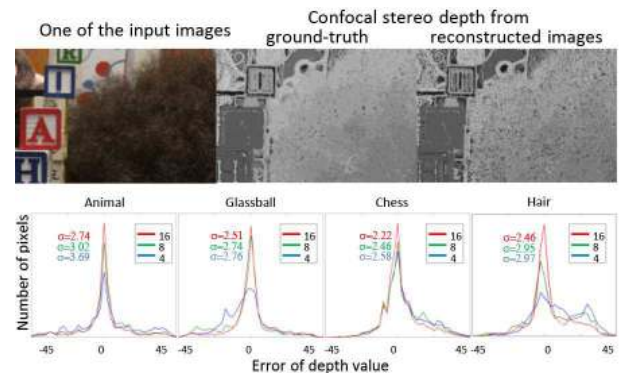 One of the input images
Confocal stereo depth from
ground-truth reconstructed images
R
I
A
H
Animal Glassball Chess Hair
Number of pixels
σ=2.74 16
σ=3.02 8
σ=3.69 4
σ=2.51 16
σ=2.74 8
σ=2.76 4
σ=2.22 16
σ=2.46 8
σ=2.58 4
σ=2.46 16
σ=2.95 8
σ=2.97 4
-45 0 45 -45 0 45 -45 0 45 -45 0 45
Error of depth value